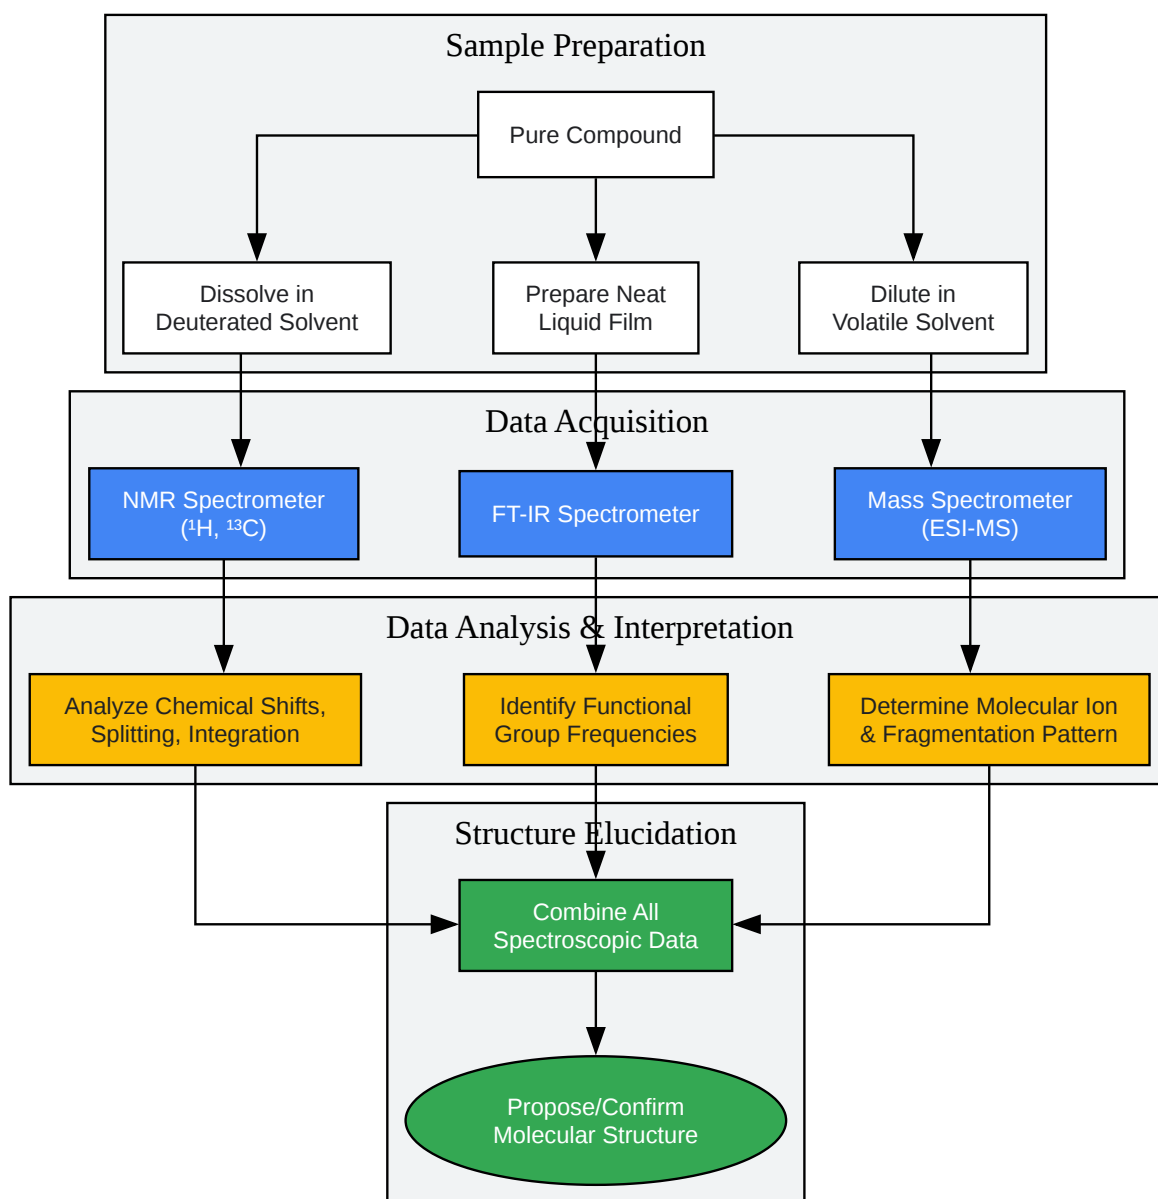 Sample Preparation
Pure Compound
Dissolve in
Deuterated Solvent
Prepare Neat
Liquid Film
Dilute in
Volatile Solvent
Data Acquisition
NMR Spectrometer
(¹H, ¹³C)
FT-IR Spectrometer
Mass Spectrometer
(ESI-MS)
Data Analysis & Interpretation
Analyze Chemical Shifts,
Splitting, Integration
Identify Functional
Group Frequencies
Determine Molecular Ion
& Fragmentation Pattern
Structure Elucidation
Combine All
Spectroscopic Data
Propose/Confirm
Molecular Structure